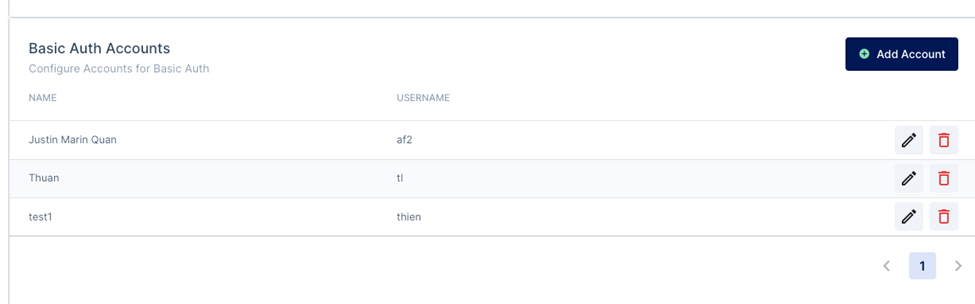 Basic Auth Accounts
Configure Accounts for Basic Auth
Add Account
NAME USERNAME
Justin Marin Quan af2
Thuan tl
test1 thien
1